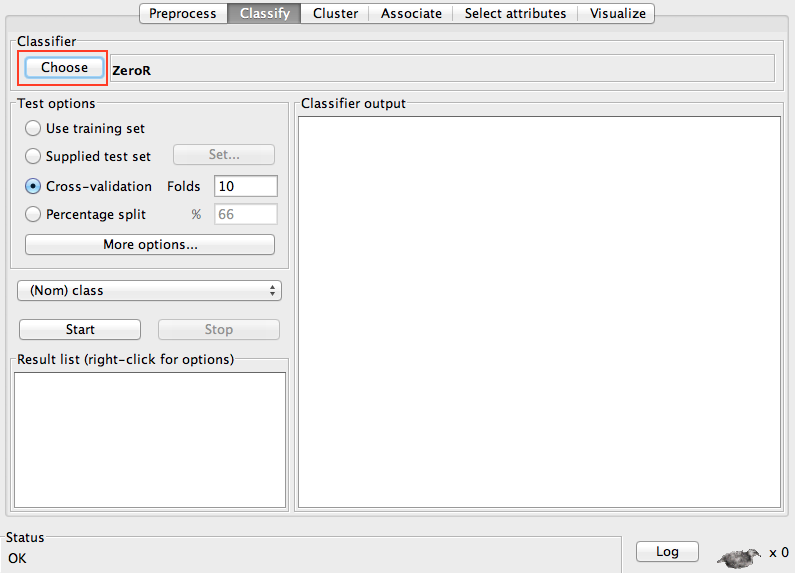 Preprocess Classify Cluster Associate Select attributes Visualize
Classifier
Choose ZeroR
Test options
Use training set
Supplied test set Set...
Cross-validation Folds 10
Percentage split % 66
More options...
(Nom) class
Start Stop
Result list (right-click for options)
Classifier output
Status
OK
Log x 0